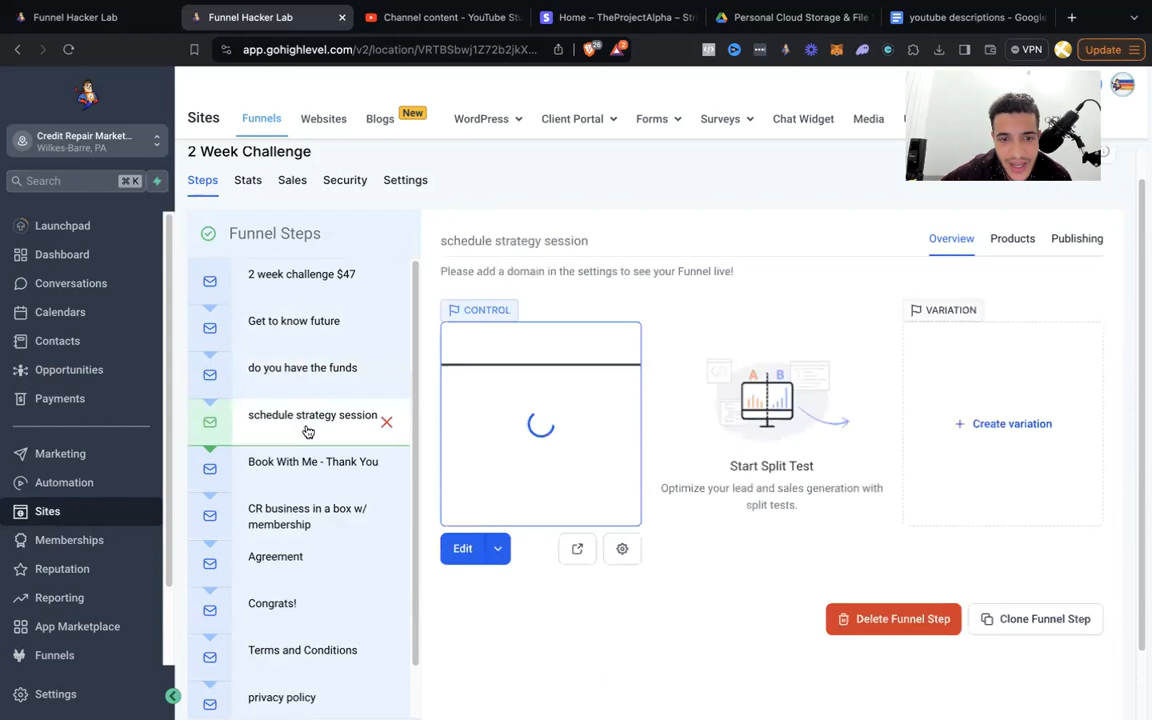 Funnel Hacker Lab
Funnel Hacker Lab
Channel content - YouTube Stu
Home – TheProjectAlpha – Stri
Personal Cloud Storage & File
youtube descriptions - Google
app.gohighlevel.com/v2/location/VRTBSbwj1Z72b2jkX...
26
2
VPN
Update
Credit Repair Market...
Wilkes-Barre, PA
Search
⌘ K
Launchpad
Dashboard
Conversations
Calendars
Contacts
Opportunities
Payments
Marketing
Automation
Sites
Memberships
Reputation
Reporting
App Marketplace
Funnels
Settings
Sites
Funnels
Websites
Blogs
New
WordPress
Client Portal
Forms
Surveys
Chat Widget
Media
2 Week Challenge
Steps
Stats
Sales
Security
Settings
Funnel Steps
2 week challenge $47
Get to know future
do you have the funds
schedule strategy session
Book With Me - Thank You
CR business in a box w/
membership
Agreement
Congrats!
Terms and Conditions
privacy policy
schedule strategy session
Overview
Products
Publishing
Please add a domain in the settings to see your Funnel live!
CONTROL
Edit
A B
Start Split Test
Optimize your lead and sales generation with
split tests.
VARIATION
+ Create variation
Delete Funnel Step
Clone Funnel Step